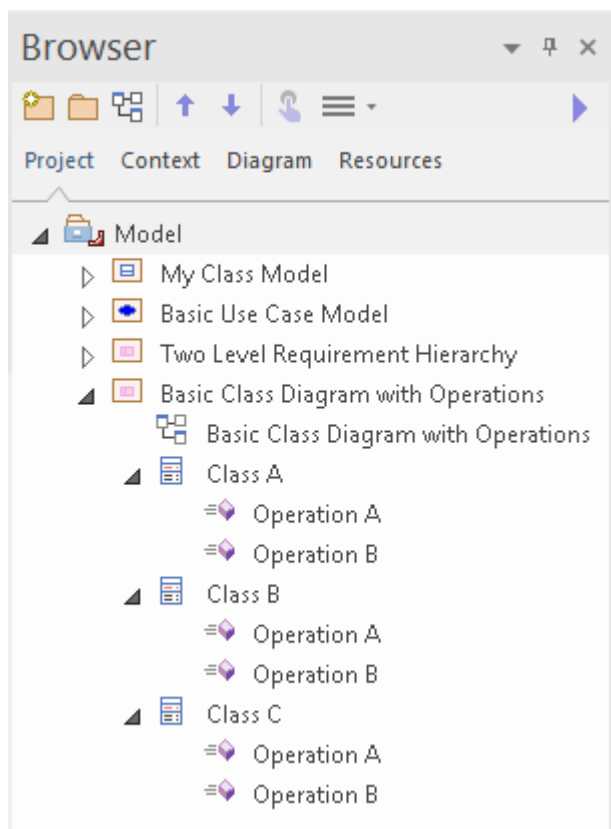 Browser
Project Context Diagram Resources
Model
My Class Model
Basic Use Case Model
Two Level Requirement Hierarchy
Basic Class Diagram with Operations
Basic Class Diagram with Operations
Class A
Operation A
Operation B
Class B
Operation A
Operation B
Class C
Operation A
Operation B